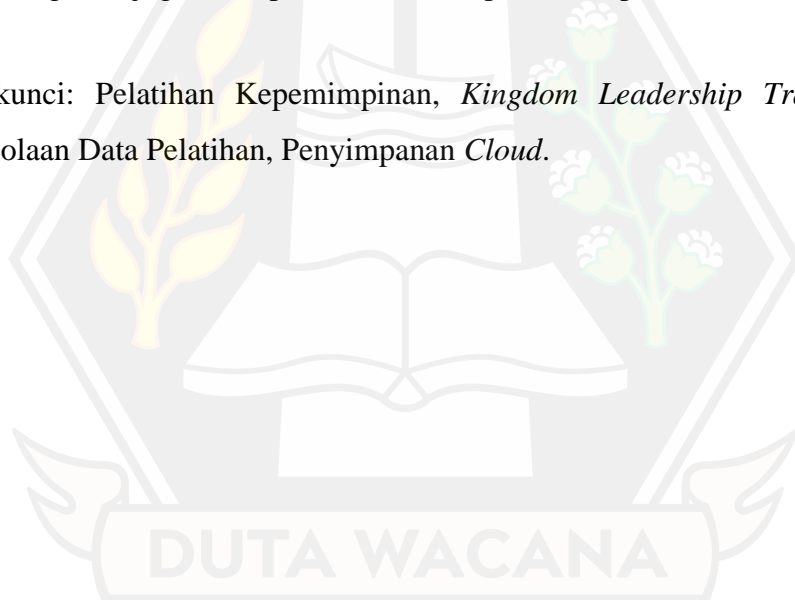 kunci: Pelatihan Kepemimpinan, Kingdom Leadership Tr
olaan Data Pelatihan, Penyimpanan Cloud.
DUTA WACANA